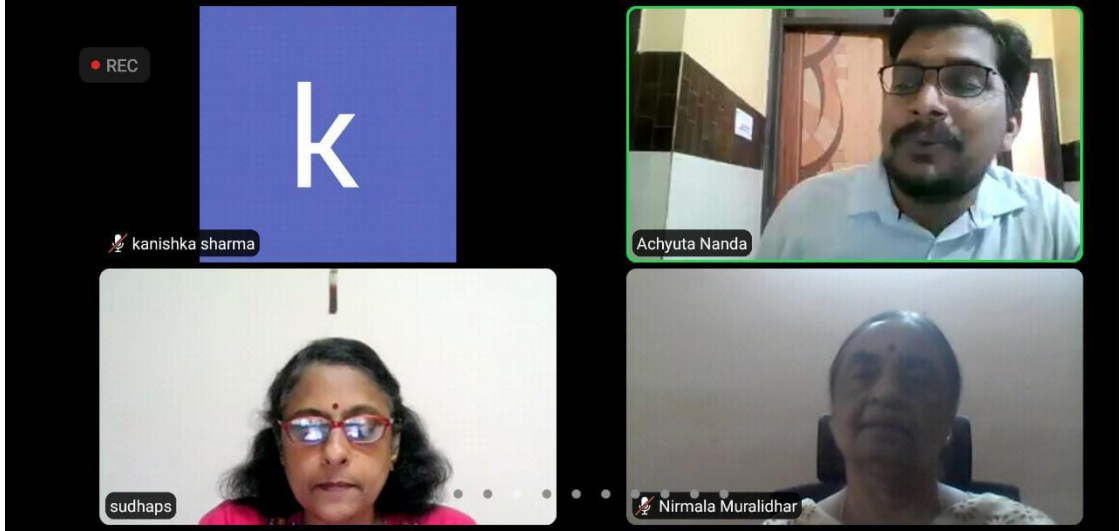 REC
k
kanishka sharma
Achyuta Nanda
sudhaps
Nirmala Muralidhar